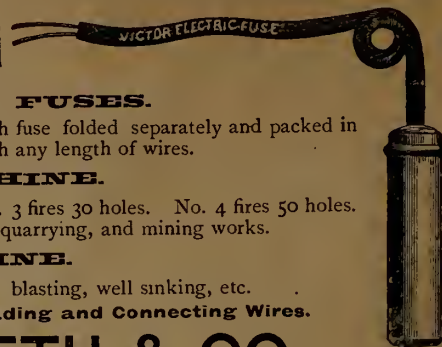 VICTOR ELECTRIC FUSE
FUSES.
h fuse folded separately and packed in
h any length of wires.
HINE.
. 3 fires 30 holes. No. 4 fires 50 holes.
quarrying, and mining works.
INE.
blasting, well sinking, etc.
ding and Connecting Wires.
& CO